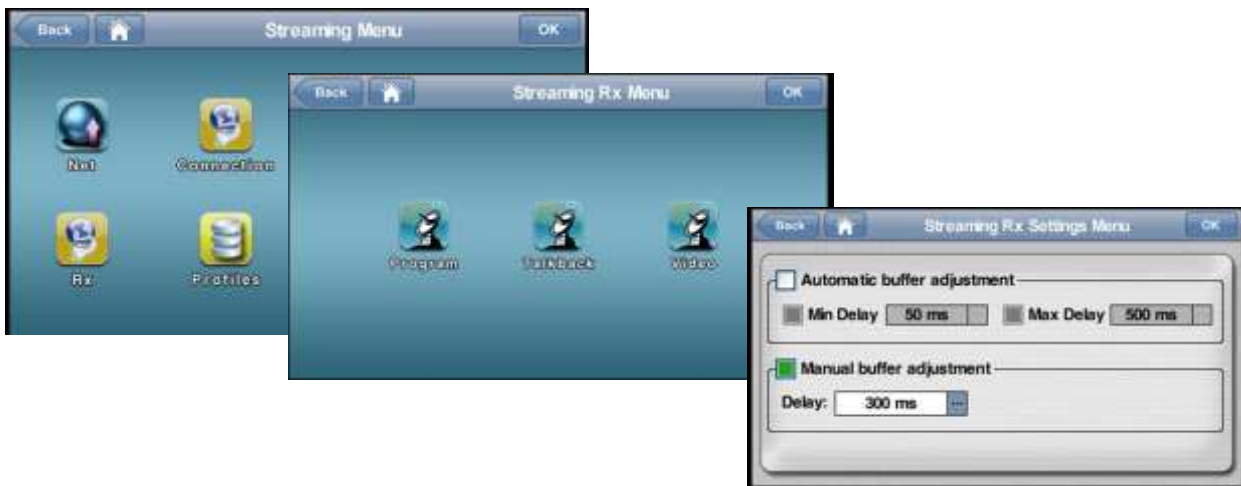 Back
Streaming Menu
OK
Net
Connection
Rx
Profiles
Back
Streaming Rx Menu
OK
Program
Talkback
Video
Back
Streaming Rx Settings Menu
OK
Automatic buffer adjustment
Min Delay 50 ms Max Delay 500 ms
Manual buffer adjustment
Delay: 300 ms ...